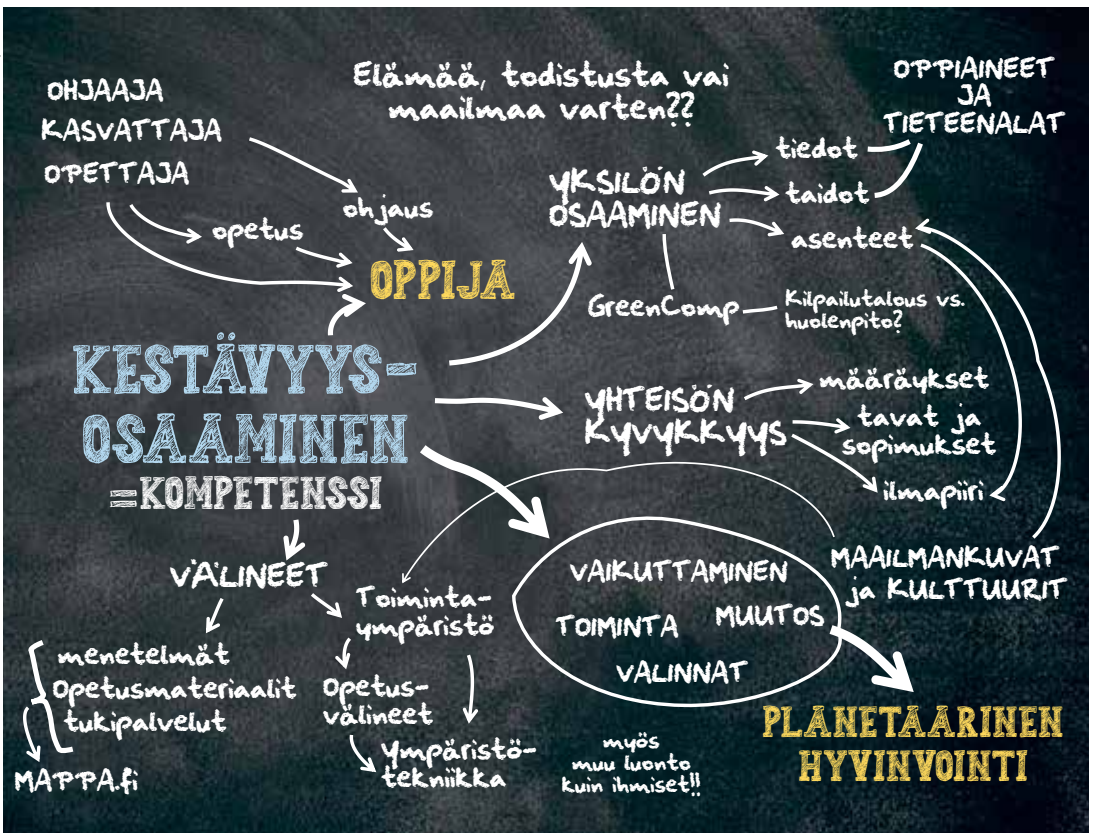 OHJAAJA
KASVATTAJA
OPETTAJA
Elämää, todistusta vai
maailmaa varten??
OPPIAINEET
JA
TIETEENALAT
opetus
ohjaus
OPPIJA
YKSILÖN
OSAAMINEN
tiedot
taidot
asenteet
GreenComp
Kilpailutalous vs.
huolenpito?
KESTÄVYYS-
OSAAMINEN
=KOMPETENSSI
YHTEISÖN
KYVYKKYYS
määräykset
tavat ja
sopimukset
ilmapiiri
MAAILMANKUVAT
ja KULTTUURIT
VÄLINEET
menetelmät
Opetusmateriaalit
tukipalvelut
MAPPA.fi
Toiminta-
ympäristö
Opetus-
välineet
Ympäristö-
tekniikka
VAIKUTTAMINEN
TOIMINTA
MUUTOS
VALINNAT
myös
muu luonto
kuin ihmiset!!
PLANETAARINEN
HYVINVOINTI